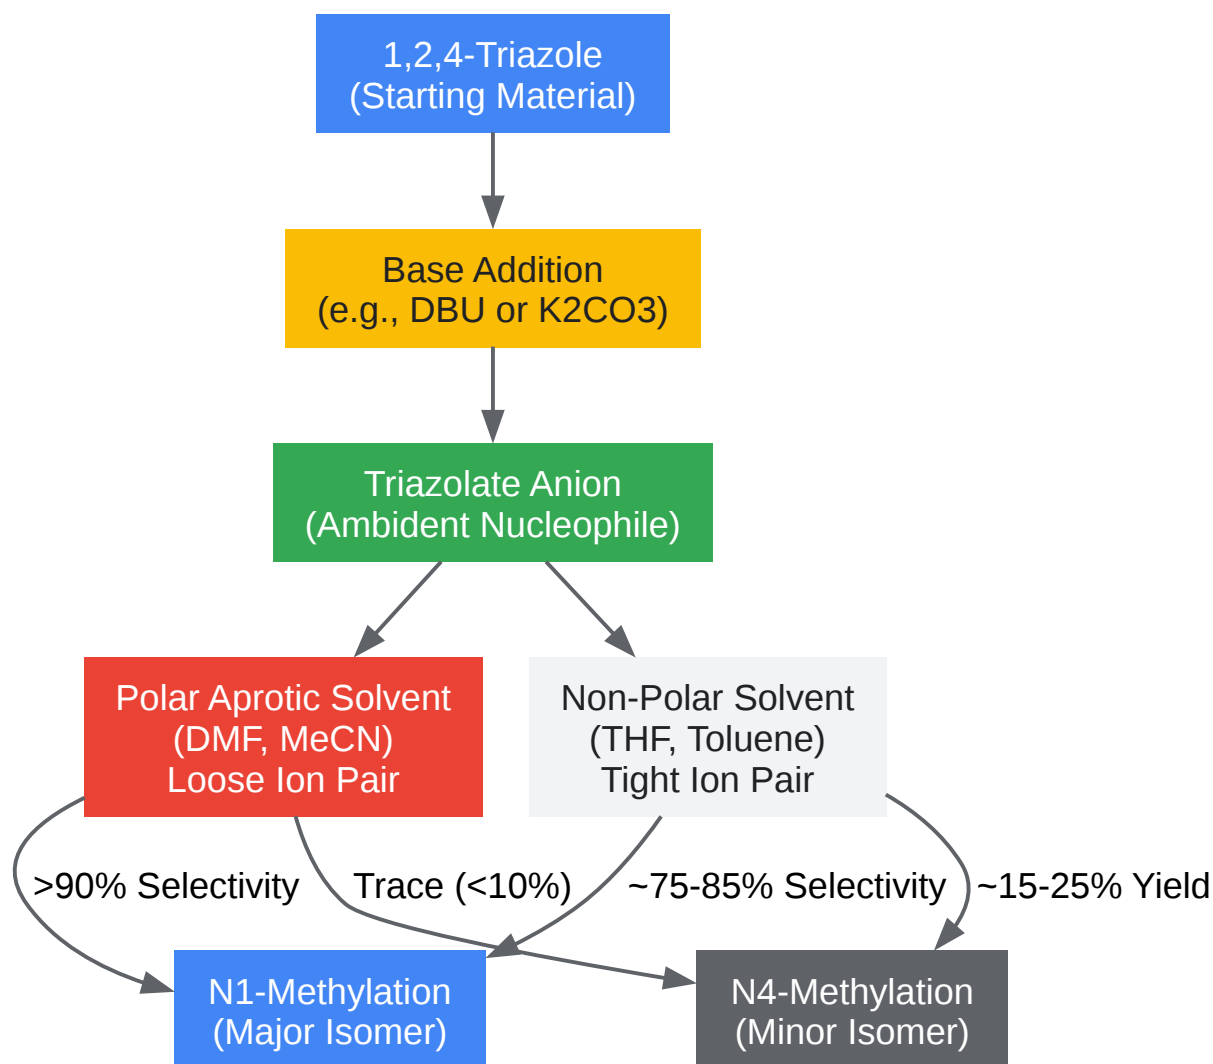 1,2,4-Triazole
(Starting Material)
Base Addition
(e.g., DBU or K2CO3)
Triazolate Anion
(Ambident Nucleophile)
Polar Aprotic Solvent
(DMF, MeCN)
Loose Ion Pair
Non-Polar Solvent
(THF, Toluene)
Tight Ion Pair
>90% Selectivity
Trace (<10%)
~75-85% Selectivity
~15-25% Yield
N1-Methylation
(Major Isomer)
N4-Methylation
(Minor Isomer)